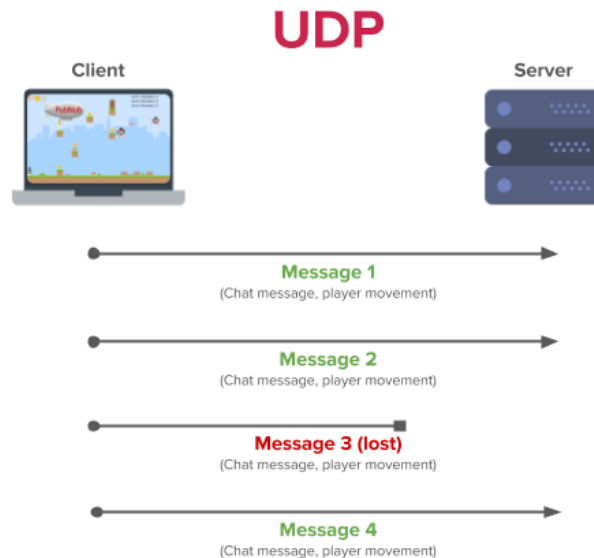 UDP
Client
Server
PubNub
Message 1
(Chat message, player movement)
Message 2
(Chat message, player movement)
Message 3 (lost)
(Chat message, player movement)
Message 4
(Chat message, player movement)